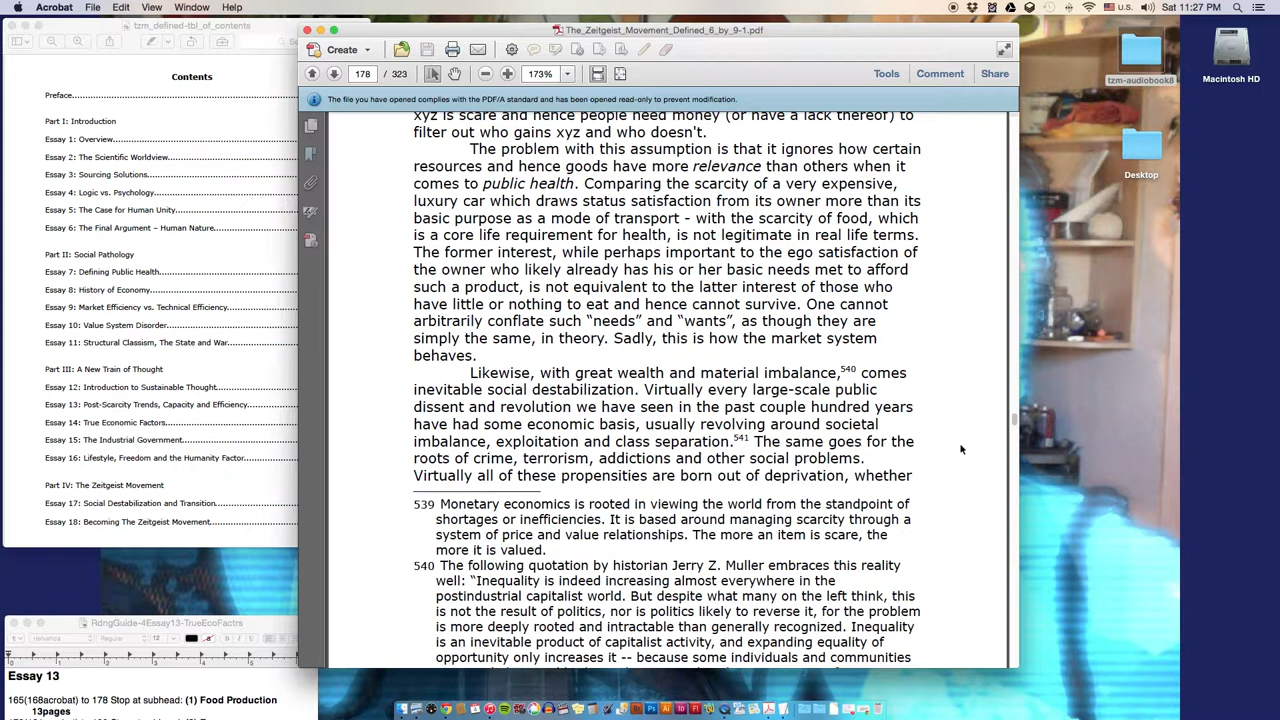 Acrobat File Edit View Window Help
U.S. Sat 11:27 PM
tzm_defined-tbl_of_contents
Contents
Preface
Part I: Introduction
Essay 1: Overview
Essay 2: The Scientific Worldview
Essay 3: Sourcing Solutions
Essay 4: Logic vs. Psychology
Essay 5: The Case for Human Unity
Essay 6: The Final Argument – Human Nature
Part II: Social Pathology
Essay 7: Defining Public Health
Essay 8: History of Economy
Essay 9: Market Efficiency vs. Technical Efficiency
Essay 10: Value System Disorder
Essay 11: Structural Classism, The State and War
Part III: A New Train of Thought
Essay 12: Introduction to Sustainable Thought
Essay 13: Post-Scarcity Trends, Capacity and Efficiency
Essay 14: True Economic Factors
Essay 15: The Industrial Government
Essay 16: Lifestyle, Freedom and the Humanity Factor
Part IV: The Zeitgeist Movement
Essay 17: Social Destabilization and Transition
Essay 18: Becoming The Zeitgeist Movement
The_Zeitgeist_Movement_Defined_6_by_9-1.pdf
Create
178 / 323 173% Tools Comment Share
The file you have opened complies with the PDF/A standard and has been opened read-only to prevent modification.
xyz is scare and hence people need money (or have a lack thereof) to
filter out who gains xyz and who doesn't.
The problem with this assumption is that it ignores how certain
resources and hence goods have more relevance than others when it
comes to public health. Comparing the scarcity of a very expensive,
luxury car which draws status satisfaction from its owner more than its
basic purpose as a mode of transport - with the scarcity of food, which
is a core life requirement for health, is not legitimate in real life terms.
The former interest, while perhaps important to the ego satisfaction of
the owner who likely already has his or her basic needs met to afford
such a product, is not equivalent to the latter interest of those who
have little or nothing to eat and hence cannot survive. One cannot
arbitrarily conflate such “needs” and “wants”, as though they are
simply the same, in theory. Sadly, this is how the market system
behaves.
Likewise, with great wealth and material imbalance,540 comes
inevitable social destabilization. Virtually every large-scale public
dissent and revolution we have seen in the past couple hundred years
have had some economic basis, usually revolving around societal
imbalance, exploitation and class separation.541 The same goes for the
roots of crime, terrorism, addictions and other social problems.
Virtually all of these propensities are born out of deprivation, whether
539 Monetary economics is rooted in viewing the world from the standpoint of
shortages or inefficiencies. It is based around managing scarcity through a
system of price and value relationships. The more an item is scare, the
more it is valued.
540 The following quotation by historian Jerry Z. Muller embraces this reality
well: “Inequality is indeed increasing almost everywhere in the
postindustrial capitalist world. But despite what many on the left think, this
is not the result of politics, nor is politics likely to reverse it, for the problem
is more deeply rooted and intractable than generally recognized. Inequality
is an inevitable product of capitalist activity, and expanding equality of
opportunity only increases it -- because some individuals and communities
tzm-audiobook8
Macintosh HD
Desktop
RdngGuide-4Essay13-TrueEcoFactrs
Helvetica Regular 12
0 1 2 3 4 5
Essay 13
165(168acrobat) to 178 Stop at subhead: (1) Food Production
13pages